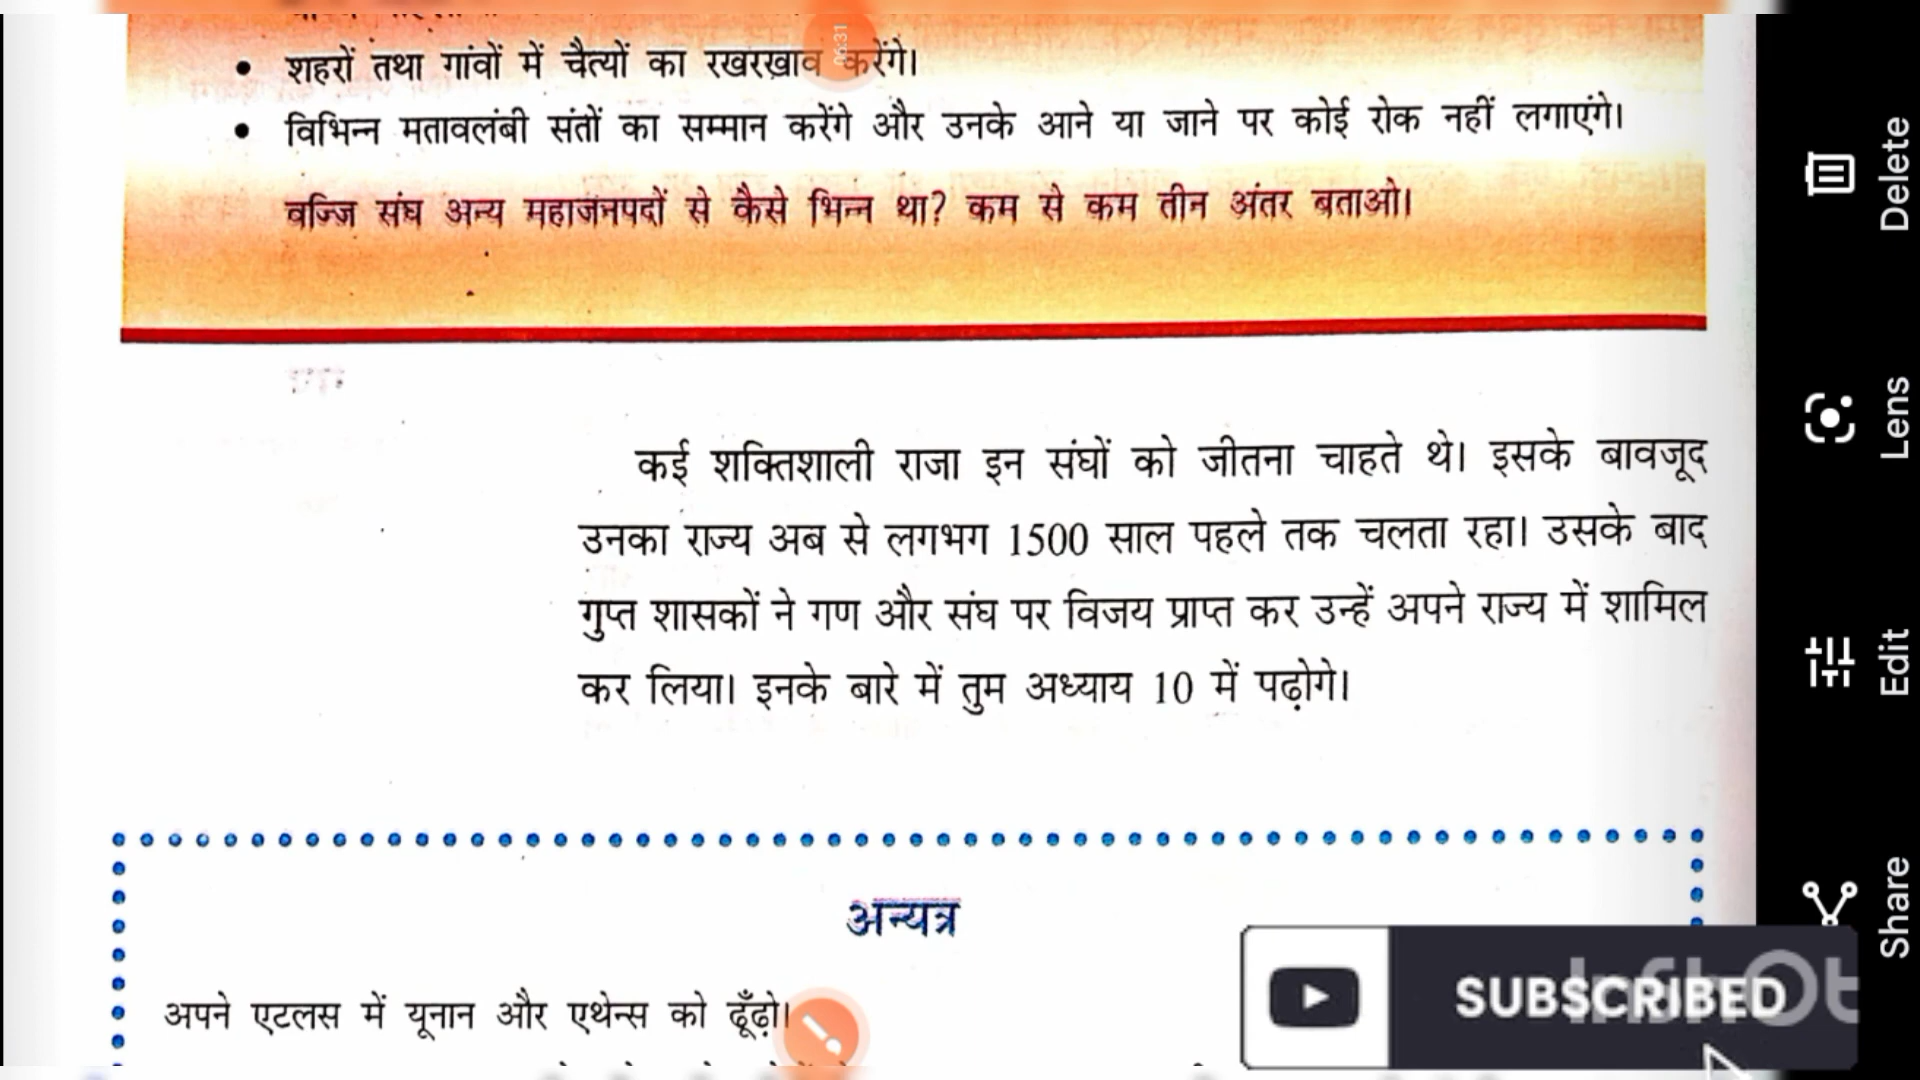 शहरों तथा गांवों में चैत्यों का रखरखाव करेंगे।
06:31
विभिन्न मतावलंबी संतों का सम्मान करेंगे और उनके आने या जाने पर कोई रोक नहीं लगाएंगे।
वज्जि संघ अन्य महाजनपदों से कैसे भिन्न था? कम से कम तीन अंतर बताओ।
कई शक्तिशाली राजा इन संघों को जीतना चाहते थे। इसके बावजूद
उनका राज्य अब से लगभग 1500 साल पहले तक चलता रहा। उसके बाद
गुप्त शासकों ने गण और संघ पर विजय प्राप्त कर उन्हें अपने राज्य में शामिल
कर लिया। इनके बारे में तुम अध्याय 10 में पढ़ोगे।
अन्यत्र
अपने एटलस में यूनान और एथेन्स को ढूँढ़ो।
Delete
Lens
Edit
Share
SUBSCRIBED